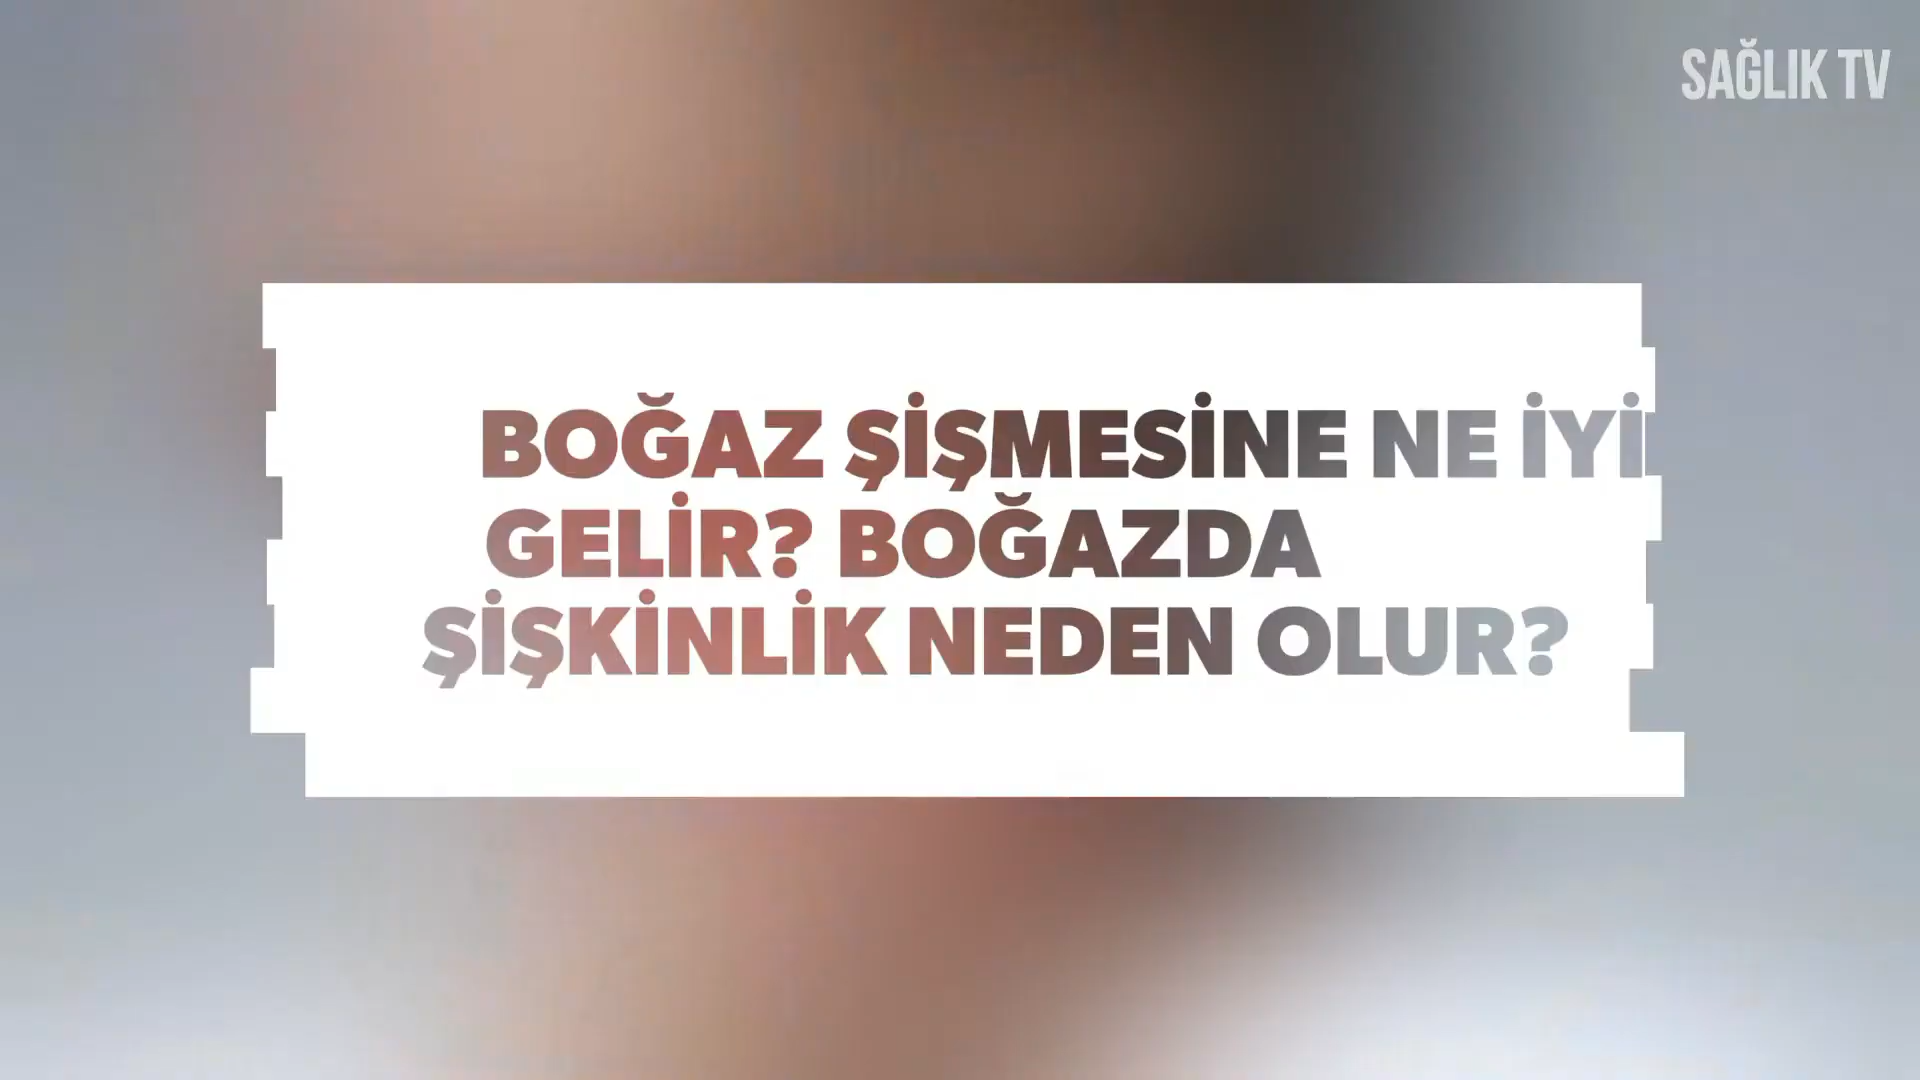 SAĞLIK TV
BOĞAZ ŞİŞMESİNE NE İYİ
GELİR? BOĞAZDA
ŞİŞKİNLİK NEDEN OLUR?